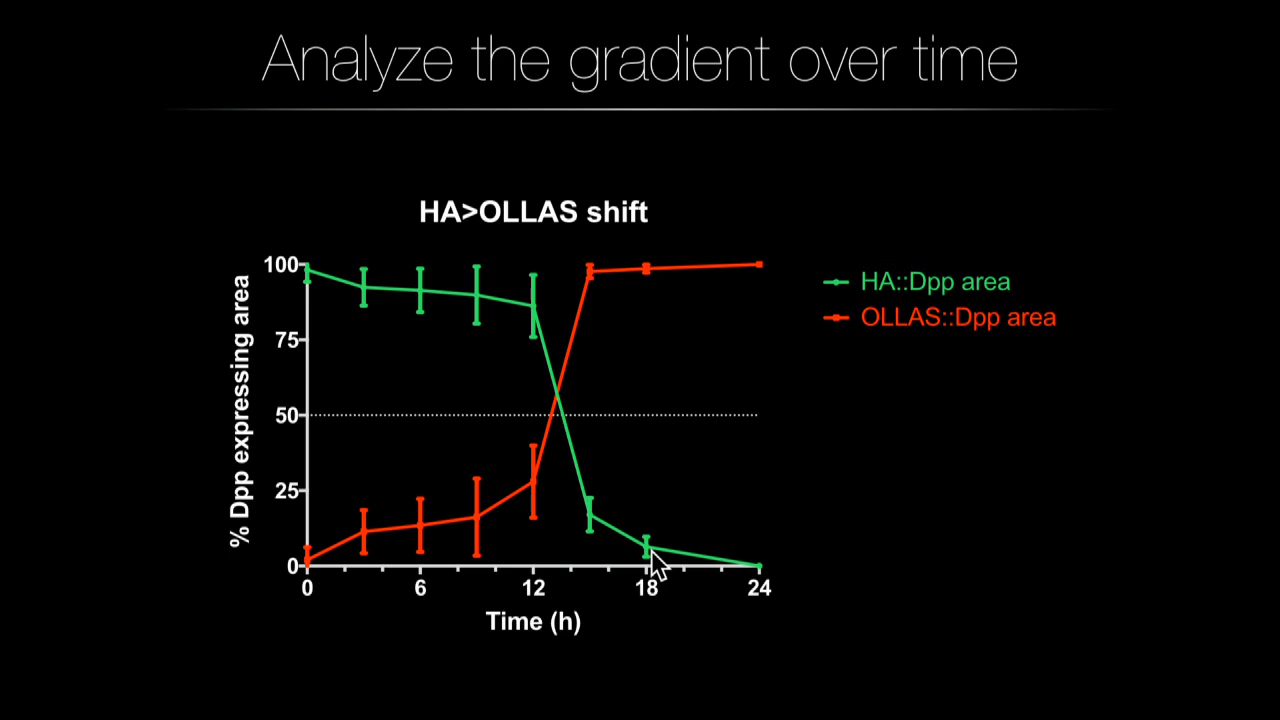 Analyze the gradient over time
HA>OLLAS shift
% Dpp expressing area
100
75
50
25
0
0 6 12 18 24
Time (h)
HA::Dpp area
OLLAS::Dpp area